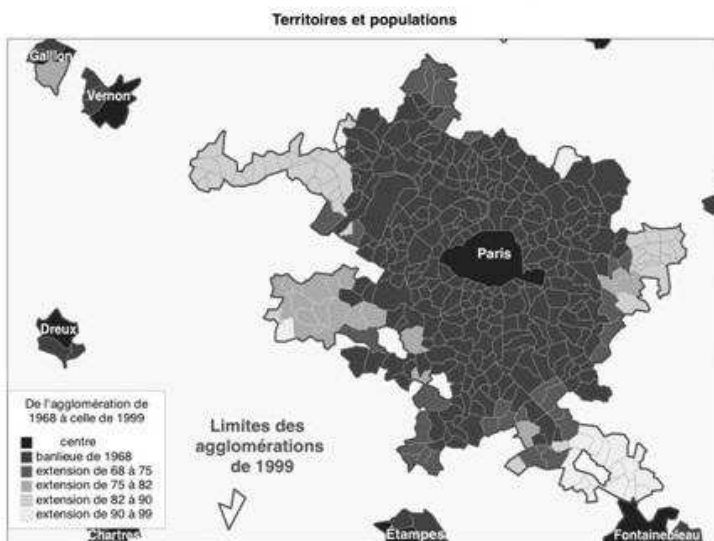 Territoires et populations
Gaillon
Vernon
Paris
Dreux
De l'agglomération de
1968 à celle de 1999
centre
banlieue de 1968
extension de 68 à 75
extension de 75 à 82
extension de 82 à 90
extension de 90 à 99
Limites des
agglomérations
de 1999
Chartres
Étampes
Fontainebleau